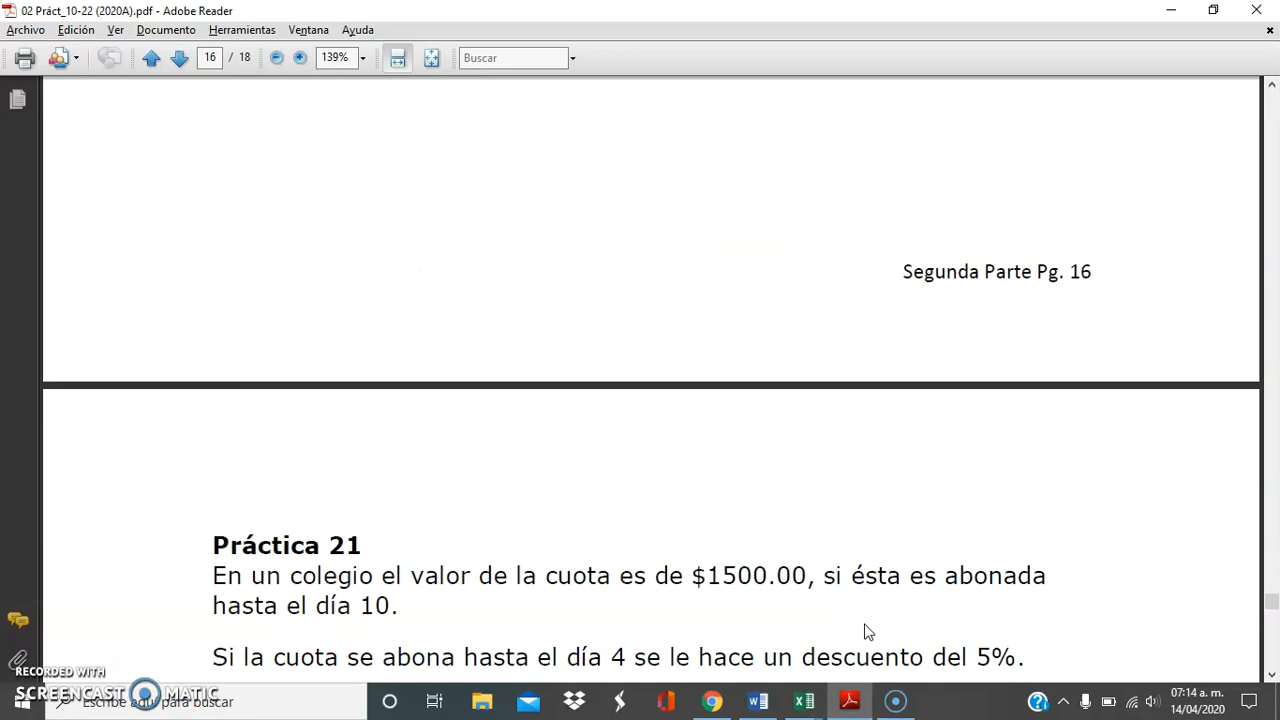 02 Práct_10-22 (2020A).pdf - Adobe Reader
Archivo Edición Ver Documento Herramientas Ventana Ayuda
16 / 18 139% Buscar
Segunda Parte Pg. 16
Práctica 21
En un colegio el valor de la cuota es de $1500.00, si ésta es abonada
hasta el día 10.
Si la cuota se abona hasta el día 4 se le hace un descuento del 5%.
RECORDED WITH
SCREENCAST MATIC
Escribe aquí para buscar
07:14 a. m.
14/04/2020